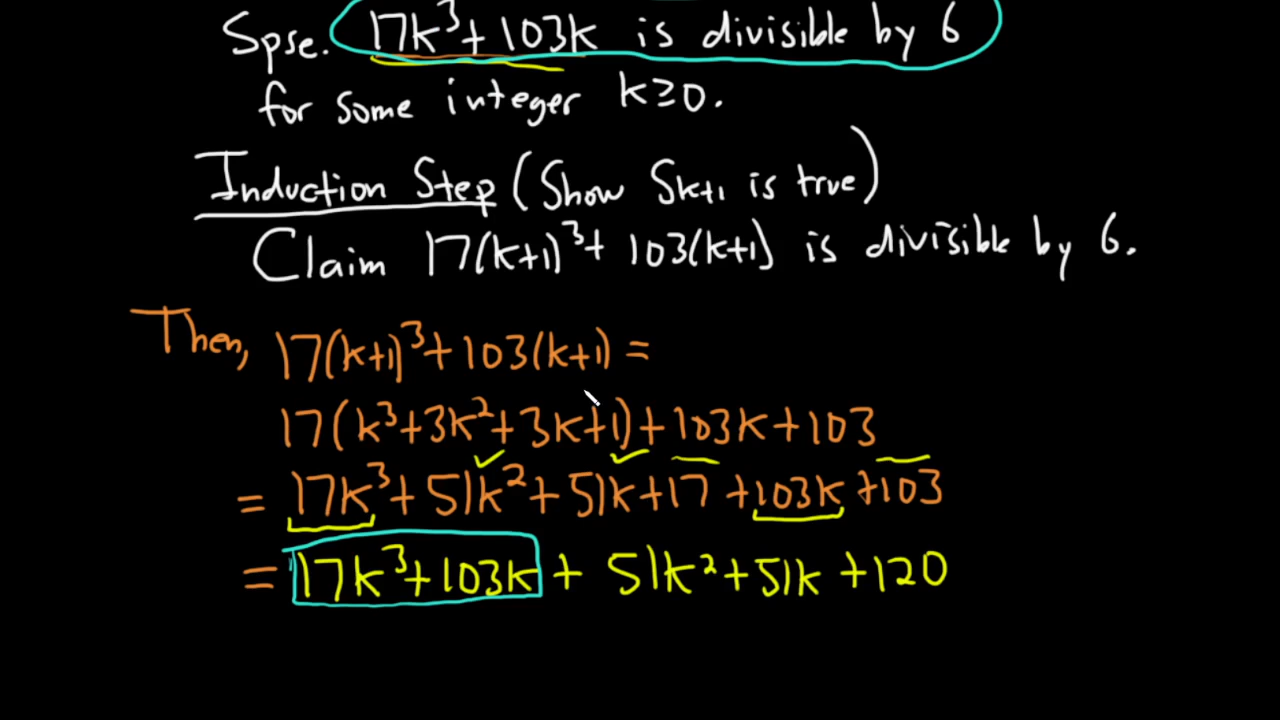 Spse. 17k³+103k is divisible by 6
for some integer k≥0.
Induction Step (Show Sₖ₊₁ is true)
Claim 17(k+1)³+ 103(k+1) is divisible by 6.
Then, 17(k+1)³+103(k+1) =
17(k³+3k²+3k+1)+103k+103
= 17k³+51k²+51k+17+103k+103
= 17k³+103k + 51k²+51k+120